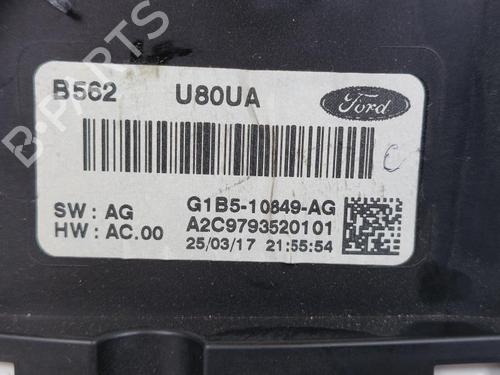 B562 U80UA Ford
G1B5-10849-AG
SW : AG
A2C9793520101
HW : AC.00
25/03/17 21:55:54
B-PARTS